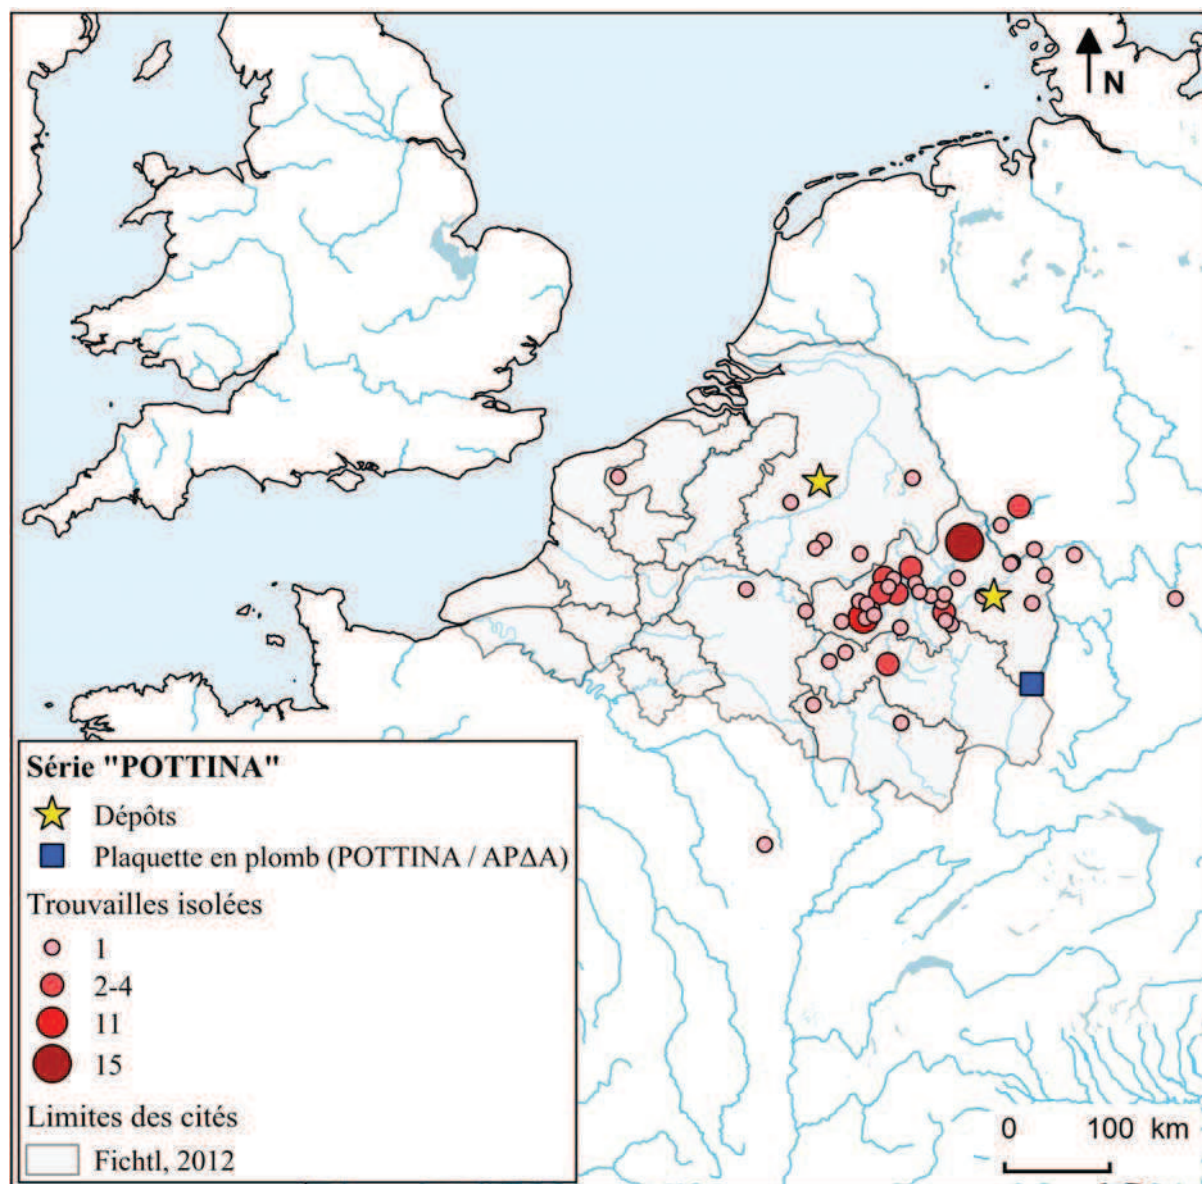 N
Série "POTTINA"
Dépôts
Plaquette en plomb (POTTINA / APΔA)
Trouvailles isolées
1
2-4
11
15
Limites des cités
Fichtl, 2012
0 100 km